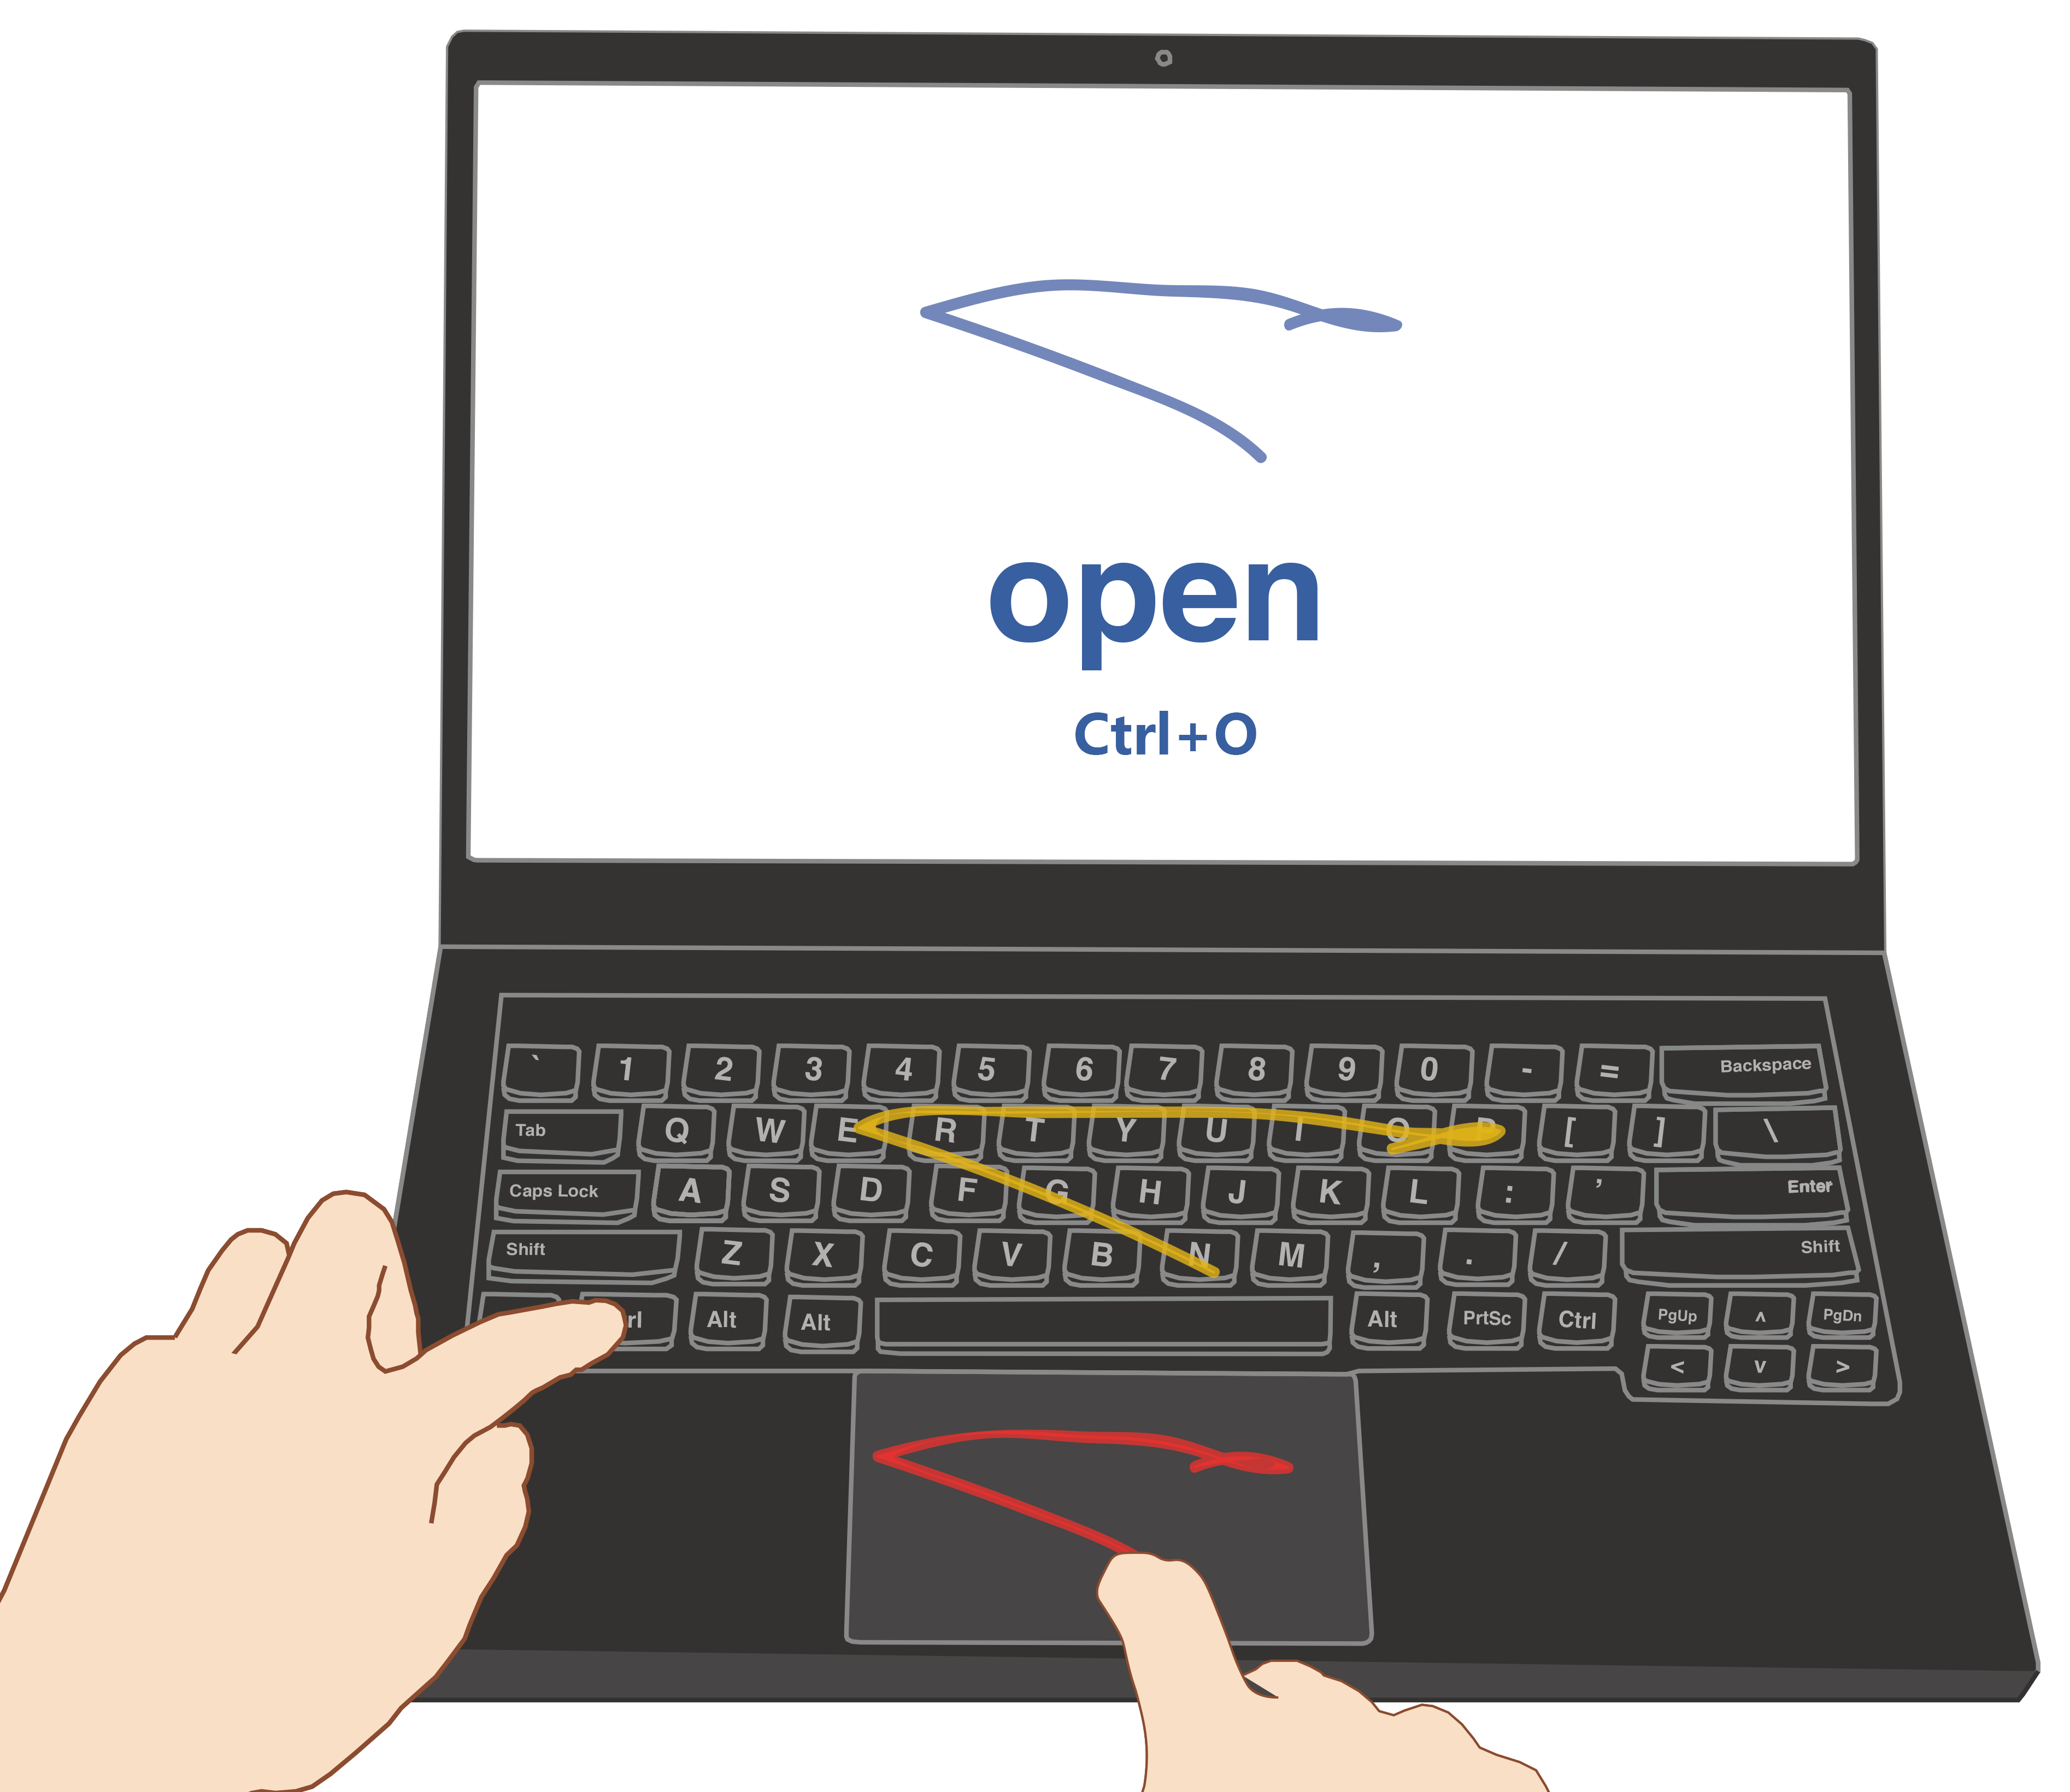 open
Ctrl+O
` 1 2 3 4 5 6 7 8 9 0 - = Backspace
Tab Q W E R T Y U I O P [ ] \
Caps Lock A S D F G H J K L : ’ Enter
Shift Z X C V B N M , . / Shift
rl Alt Alt Alt PrtSc Ctrl PgUp ^ PgDn
< v >